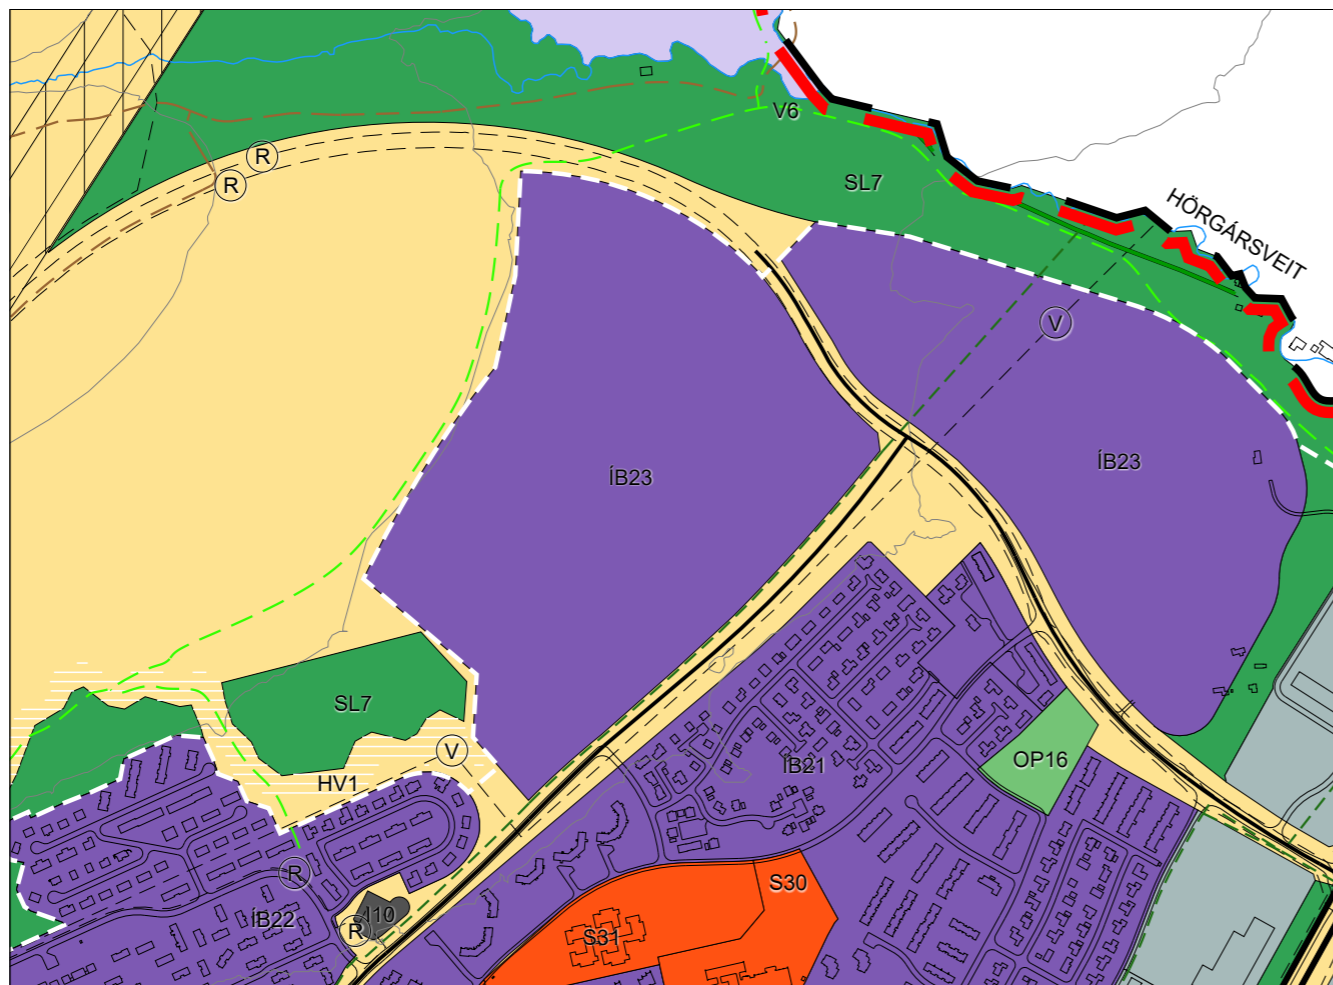 V6
R
R
SL7
HÖRGÁRSVEIT
V
ÍB23
ÍB23
SL7
V
OP16
ÍB21
HV1
R
S30
I10
ÍB22
R
S31